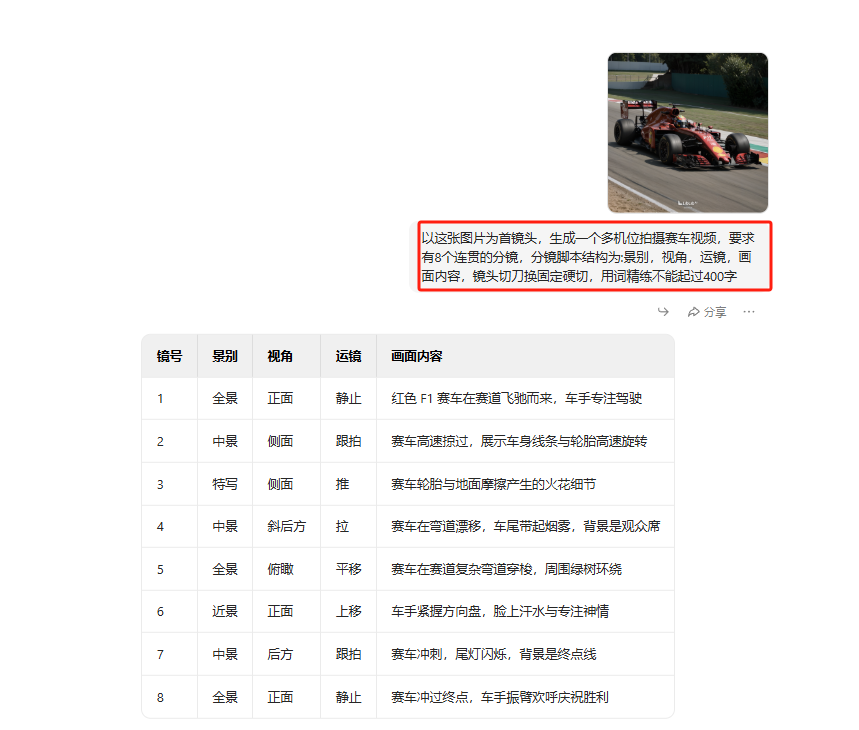 以这张图片为首镜头，生成一个多机位拍摄赛车视频，要求
有8个连贯的分镜，分镜脚本结构为:景别，视角，运镜，画
面内容，镜头切刀换固定硬切，用词精练不能起过400字
分享
镜号 景别 视角 运镜 画面内容
1 全景 正面 静止 红色 F1 赛车在赛道飞驰而来，车手专注驾驶
2 中景 侧面 跟拍 赛车高速掠过，展示车身线条与轮胎高速旋转
3 特写 侧面 推 赛车轮胎与地面摩擦产生的火花细节
4 中景 斜后方 拉 赛车在弯道漂移，车尾带起烟雾，背景是观众席
5 全景 俯瞰 平移 赛车在赛道复杂弯道穿梭，周围绿树环绕
6 近景 正面 上移 车手紧握方向盘，脸上汗水与专注神情
7 中景 后方 跟拍 赛车冲刺，尾灯闪烁，背景是终点线
8 全景 正面 静止 赛车冲过终点，车手振臂欢呼庆祝胜利